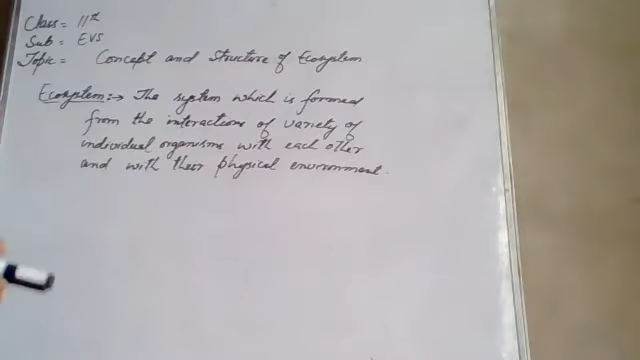 Class = 11th
Sub = EVS
Topic = Concept and Structure of Ecosystem
Ecosystem :→ The system which is formed
from the interactions of variety of
individual organisms with each other
and with their physical environment.